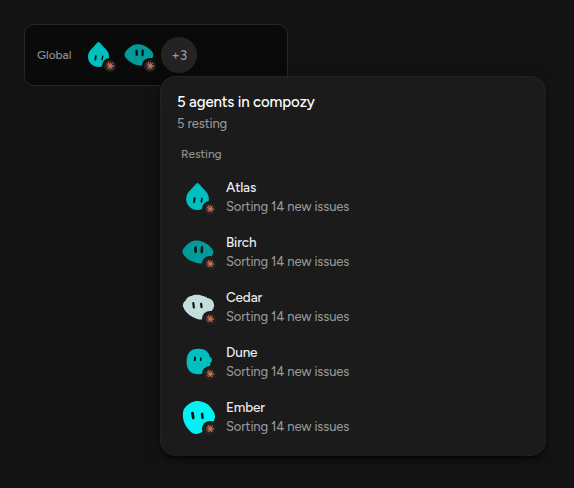 Global
+3
5 agents in compozy
5 resting
Resting
Atlas
Sorting 14 new issues
Birch
Sorting 14 new issues
Cedar
Sorting 14 new issues
Dune
Sorting 14 new issues
Ember
Sorting 14 new issues